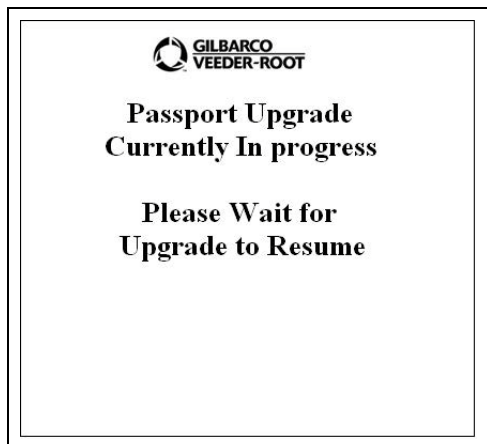 GILBARCO
VEEDER-ROOT
Passport Upgrade
Currently In progress
Please Wait for
Upgrade to Resume